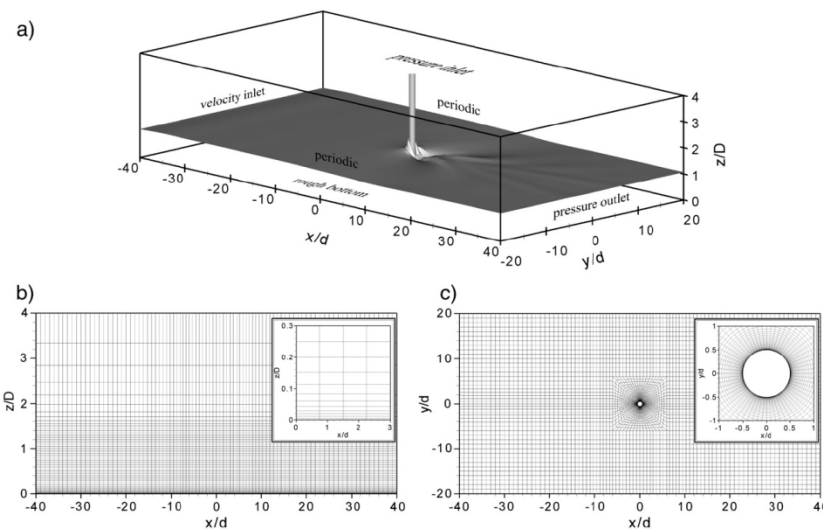 a)
pressure inlet
velocity inlet
periodic
periodic
rough bottom
pressure outlet
4
3
2
1
0
z/D
-40
-30
-20
-10
0
10
20
30
40
x/d
-20
-10
0
10
20
y/d
b)
4
3
2
1
0
z/D
-40 -30 -20 -10 0 10 20 30 40
x/d
0.3
0.2
0.1
0
z/D
0 1 2 3
x/d
c)
20
10
0
-10
-20
y/d
-40 -30 -20 -10 0 10 20 30 40
x/d
1
0.5
0
-0.5
-1
y/d
-1 -0.5 0 0.5 1
x/d